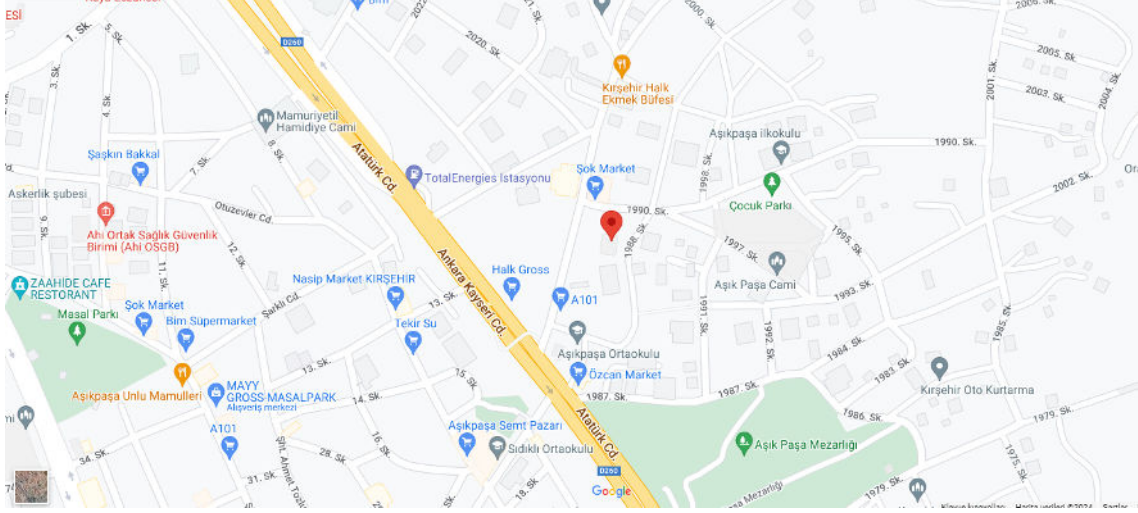 ESİ
1. Sk.
5. Sk.
3. Sk.
4. Sk.
D260
2020. Sk.
Kırşehir Halk
Ekmek Büfesi
2005. Sk.
2003. Sk.
2004. Sk.
2001. Sk.
Mamuriyetil
Hamidiye Cami
8. Sk.
7. Sk.
Atatürk Cd.
Aşıkpaşa ilkokulu
1990. Sk.
Şaşkın Bakkal
TotalEnergies İstasyonu
Şok Market
1998. Sk.
2002. Sk.
Askerlik şubesi
9. Sk.
Otuzevler Cd.
1990. Sk.
Çocuk Parkı
Ahi Ortak Sağlık Güvenlik
Birimi (Ahi OSGB)
12. Sk.
11. Sk.
1988. Sk.
1997. Sk.
1995. Sk.
ZAAHİDE CAFE
RESTORANT
Nasip Market KIRŞEHİR
Halk Gross
Ankara Kayseri Cd.
Aşık Paşa Cami
1993. Sk.
Şarklı Cd.
13. Sk.
A101
Şok Market
Masal Parkı
Bim Süpermarket
Tekir Su
1991. Sk.
1992. Sk.
1985. Sk.
Aşıkpaşa Ortaokulu
1984. Sk.
13. Sk.
15. Sk.
Özcan Market
1983. Sk.
Aşıkpaşa Unlu Mamulleri
MAYY
GROSS MASALPARK
Alışveriş merkezi
14. Sk.
1987. Sk.
1987. Sk.
Kırşehir Oto Kurtarma
1986. Sk.
1979. Sk.
A101
16. Sk.
Aşıkpaşa Semt Pazarı
Atatürk Cd.
Sıdıklı Ortaokulu
Aşık Paşa Mezarlığı
34. Sk.
28. Sk.
31. Sk.
1975. Sk.
D260
18. Sk.
Google
1979. Sk.
Harita verileri ©2024